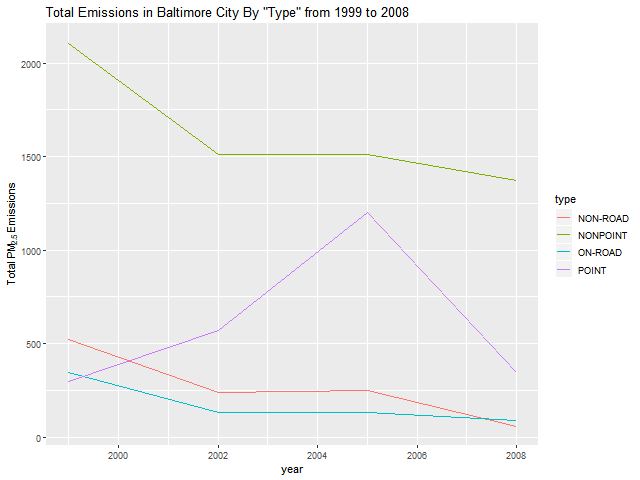 Total Emissions in Baltimore City By "Type" from 1999 to 2008
2000
1500
1000
500
0
Total PM2.5 Emissions
2000
2002
2004
2006
2008
year
type
NON-ROAD
NONPOINT
ON-ROAD
POINT